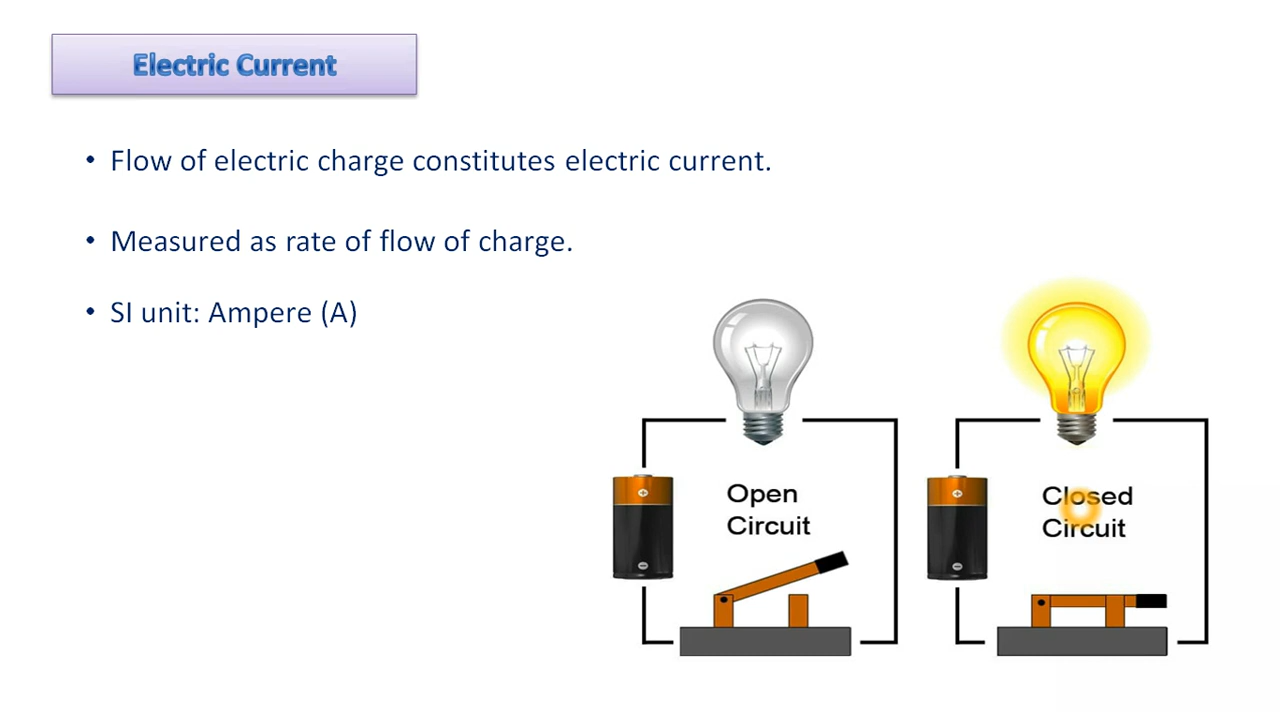 Electric Current
• Flow of electric charge constitutes electric current.
• Measured as rate of flow of charge.
• SI unit: Ampere (A)
Open
Circuit
Closed
Circuit